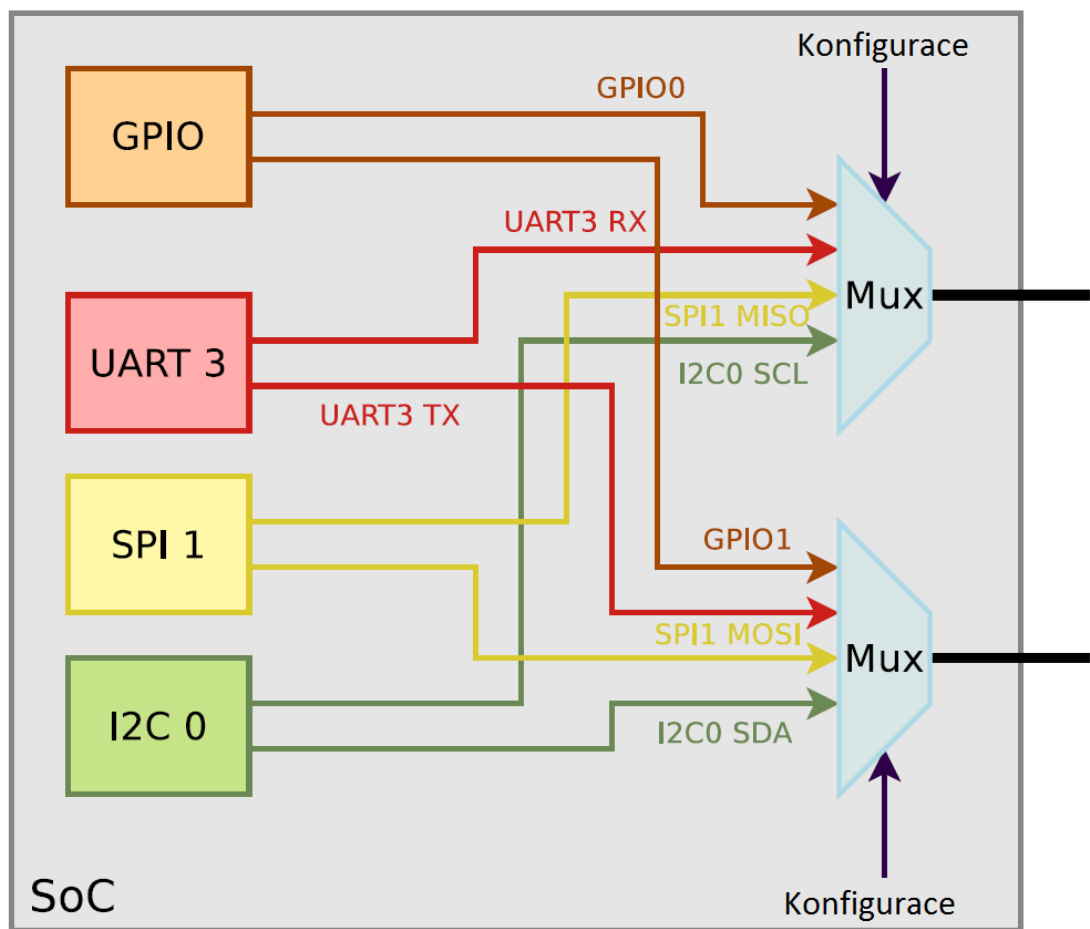 Konfigurace
GPIO0
GPIO
UART3 RX
Mux
SPI1 MISO
UART 3
I2C0 SCL
UART3 TX
SPI 1
GPIO1
SPI1 MOSI
Mux
I2C 0
I2C0 SDA
SoC
Konfigurace